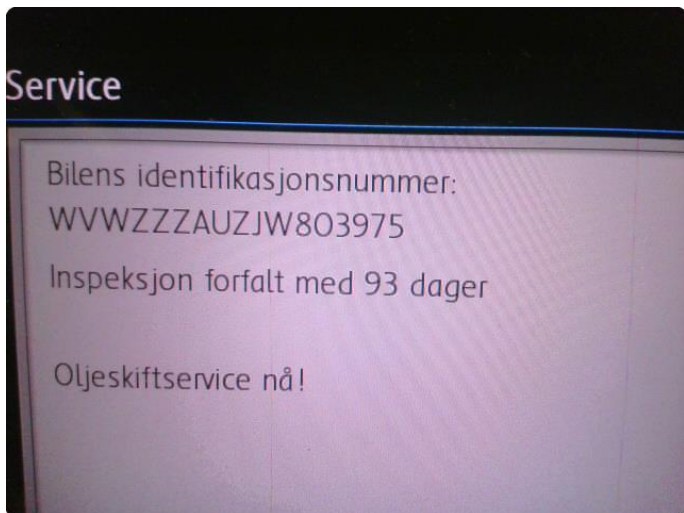 Service
Bilens identifikasjonsnummer:
WVWZZZAUZJW803975
Inspeksjon forfalt med 93 dager
Oljeskiftservice nå!